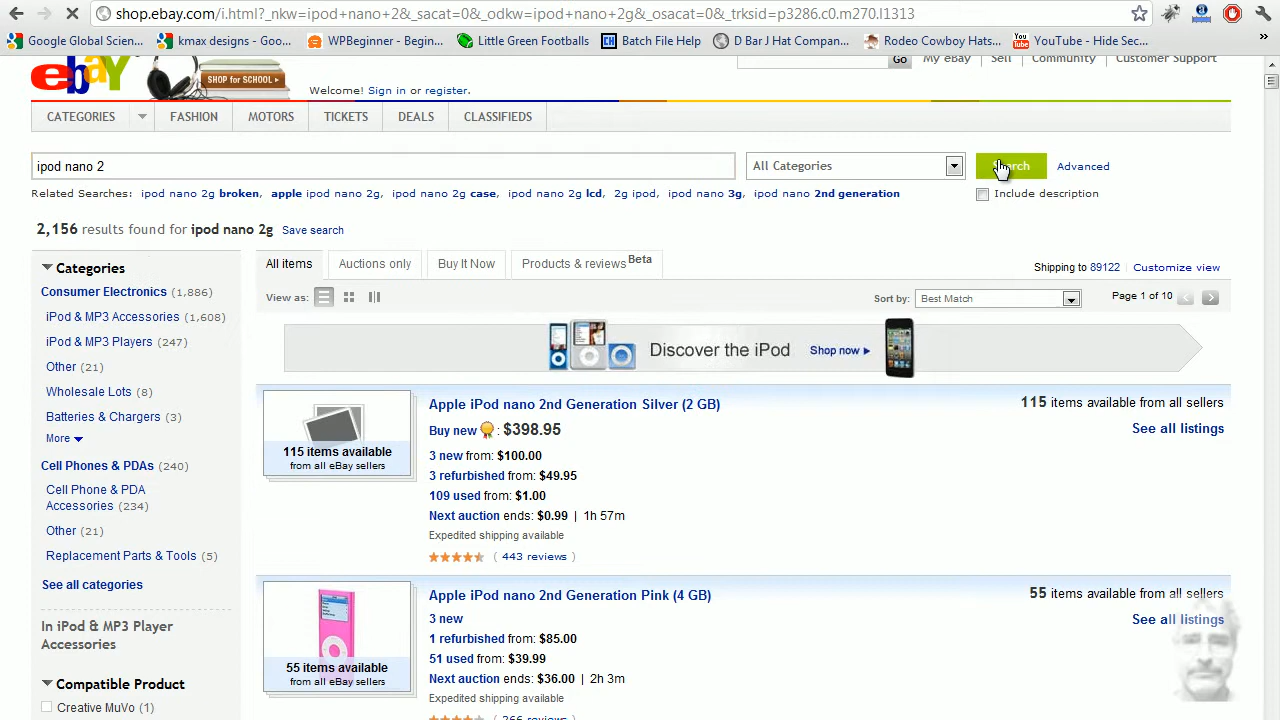 shop.ebay.com/i.html?_nkw=ipod+nano+2&_sacat=0&_odkw=ipod+nano+2g&_osacat=0&_trksid=p3286.c0.m270.l1313
Google Global Scien... kmax designs - Goo... WPBeginner - Begin... Little Green Footballs CH Batch File Help D Bar J Hat Compan... Rodeo Cowboy Hats... You Tube YouTube - Hide Sec... »
ebay SHOP for SCHOOL ▸ Go My eBay Sell Community Customer Support
Welcome! Sign in or register.
CATEGORIES FASHION MOTORS TICKETS DEALS CLASSIFIEDS
ipod nano 2 All Categories Search Advanced
Related Searches: ipod nano 2g broken, apple ipod nano 2g, ipod nano 2g case, ipod nano 2g lcd, 2g ipod, ipod nano 3g, ipod nano 2nd generation Include description
2,156 results found for ipod nano 2g Save search
Categories
Consumer Electronics (1,886)
iPod & MP3 Accessories (1,608)
iPod & MP3 Players (247)
Other (21)
Wholesale Lots (8)
Batteries & Chargers (3)
More
Cell Phones & PDAs (240)
Cell Phone & PDA
Accessories (234)
Other (21)
Replacement Parts & Tools (5)
See all categories
In iPod & MP3 Player
Accessories
Compatible Product
Creative MuVo (1)
All items Auctions only Buy It Now Products & reviews Beta
Shipping to 89122 Customize view
View as: Sort by: Best Match Page 1 of 10
Discover the iPod Shop now ▸
Apple iPod nano 2nd Generation Silver (2 GB) 115 items available from all sellers
Buy new : $398.95 See all listings
115 items available
from all eBay sellers
3 new from: $100.00
3 refurbished from: $49.95
109 used from: $1.00
Next auction ends: $0.99 | 1h 57m
Expedited shipping available
( 443 reviews )
Apple iPod nano 2nd Generation Pink (4 GB) 55 items available from all sellers
3 new See all listings
55 items available
from all eBay sellers
1 refurbished from: $85.00
51 used from: $39.99
Next auction ends: $36.00 | 2h 3m
Expedited shipping available
( 266 reviews )